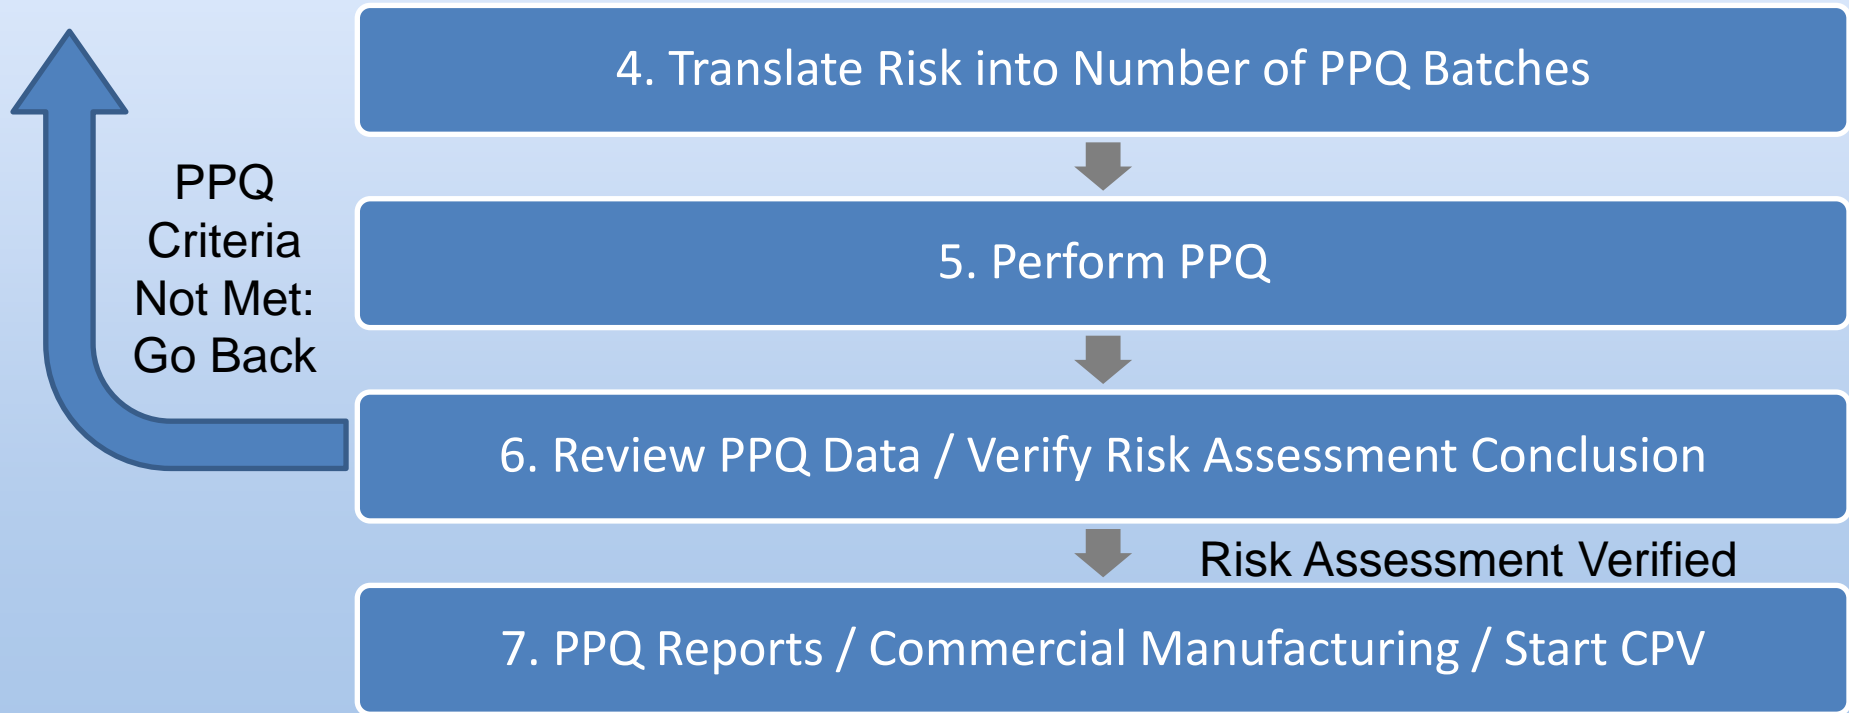 4. Translate Risk into Number of PPQ Batches
PPQ
Criteria
Not Met:
Go Back
5. Perform PPQ
6. Review PPQ Data / Verify Risk Assessment Conclusion
Risk Assessment Verified
7. PPQ Reports / Commercial Manufacturing / Start CPV